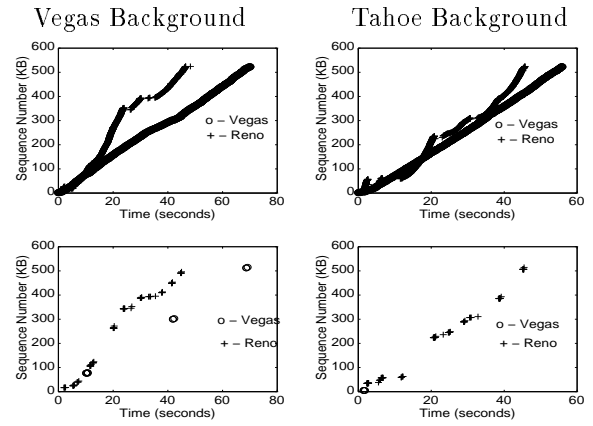 Vegas Background
Tahoe Background
600
500
400
300
200
100
0
Sequence Number (KB)
o – Vegas
+ – Reno
0 20 40 60 80
Time (seconds)
600
500
400
300
200
100
0
Sequence Number (KB)
o – Vegas
+ – Reno
0 20 40 60
Time (seconds)
600
500
400
300
200
100
0
Sequence Number (KB)
o – Vegas
+ – Reno
0 20 40 60 80
Time (seconds)
600
500
400
300
200
100
0
Sequence Number (KB)
o – Vegas
+ – Reno
0 20 40 60
Time (seconds)